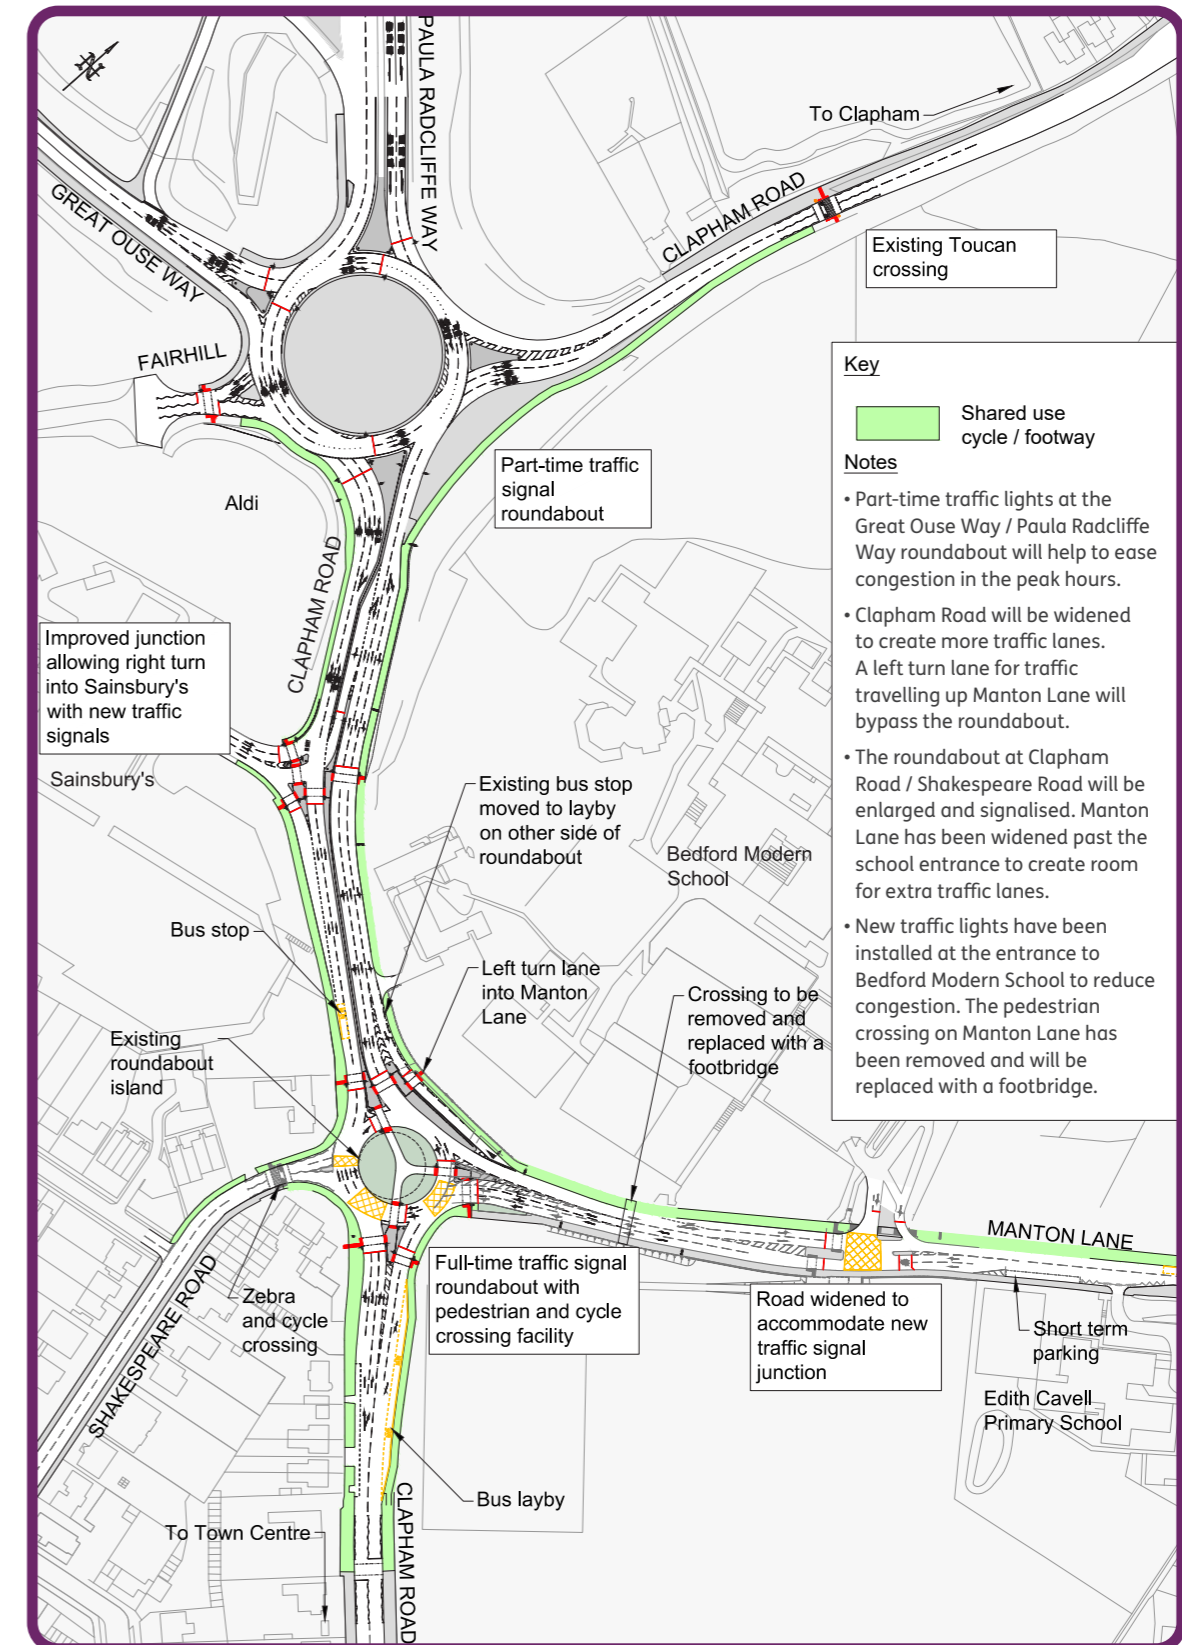 N
PAULA RADCLIFFE WAY
To Clapham
GREAT OUSE WAY
CLAPHAM ROAD
Existing Toucan
crossing
FAIRHILL
Key
Shared use
cycle / footway
Notes
• Part-time traffic lights at the
Great Ouse Way / Paula Radcliffe
Way roundabout will help to ease
congestion in the peak hours.
• Clapham Road will be widened
to create more traffic lanes.
A left turn lane for traffic
travelling up Manton Lane will
bypass the roundabout.
• The roundabout at Clapham
Road / Shakespeare Road will be
enlarged and signalised. Manton
Lane has been widened past the
school entrance to create room
for extra traffic lanes.
• New traffic lights have been
installed at the entrance to
Bedford Modern School to reduce
congestion. The pedestrian
crossing on Manton Lane has
been removed and will be
replaced with a footbridge.
Part-time traffic
signal
roundabout
Aldi
CLAPHAM ROAD
Improved junction
allowing right turn
into Sainsbury's
with new traffic
signals
Sainsbury's
Existing bus stop
moved to layby
on other side of
roundabout
Bedford Modern
School
Bus stop
Left turn lane
into Manton
Lane
Crossing to be
removed and
replaced with a
footbridge
Existing
roundabout
island
MANTON LANE
SHAKESPEARE ROAD
Zebra
and cycle
crossing
Full-time traffic signal
roundabout with
pedestrian and cycle
crossing facility
Road widened to
accommodate new
traffic signal
junction
Short term
parking
Edith Cavell
Primary School
Bus layby
CLAPHAM ROAD
To Town Centre